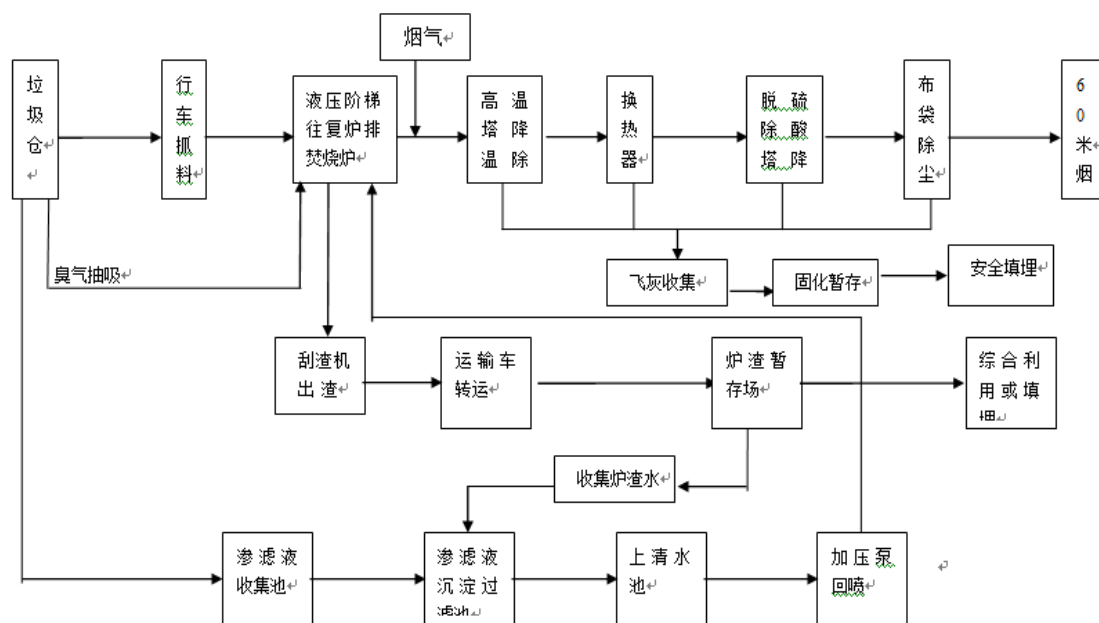 烟气
垃
圾
仓
行
车
抓
料
液压阶梯
往复炉排
焚烧炉
高温
塔降
温除
换
热
器
脱硫
除酸
塔降
布
袋
除
尘
6
0
米
烟
臭气抽吸
飞灰收集
固化暂存
安全填埋
刮渣机
出渣
运输车
转运
炉渣暂
存场
综合利
用或填
埋
收集炉渣水
渗滤液
收集池
渗滤液
沉淀过
滤池
上清水
池
加压泵
回喷